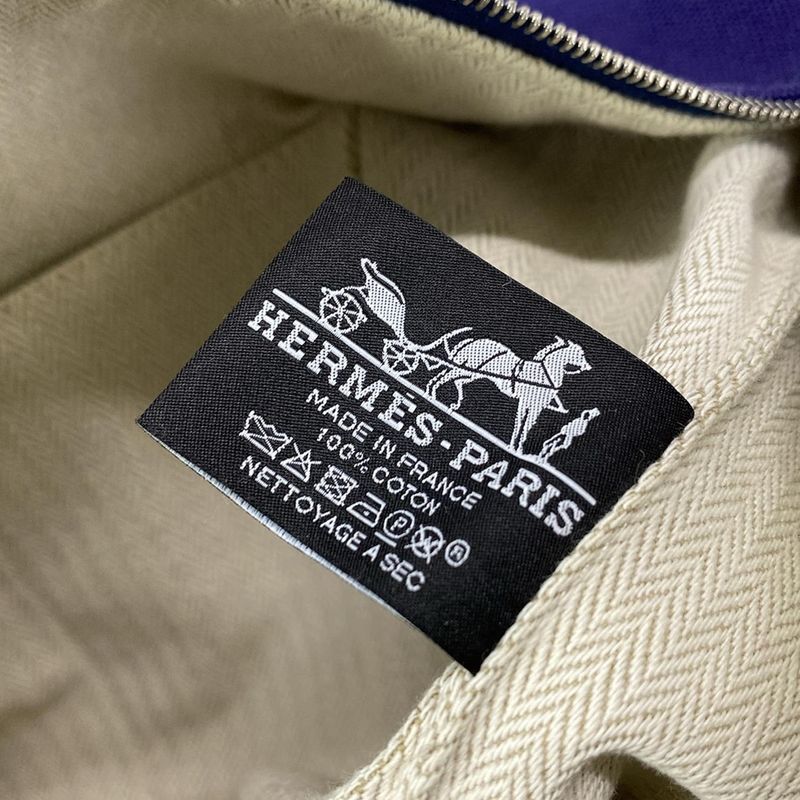 HERMÈS-PARIS
MADE IN FRANCE
100% COTON
P W ®
NETTOYAGE A SEC